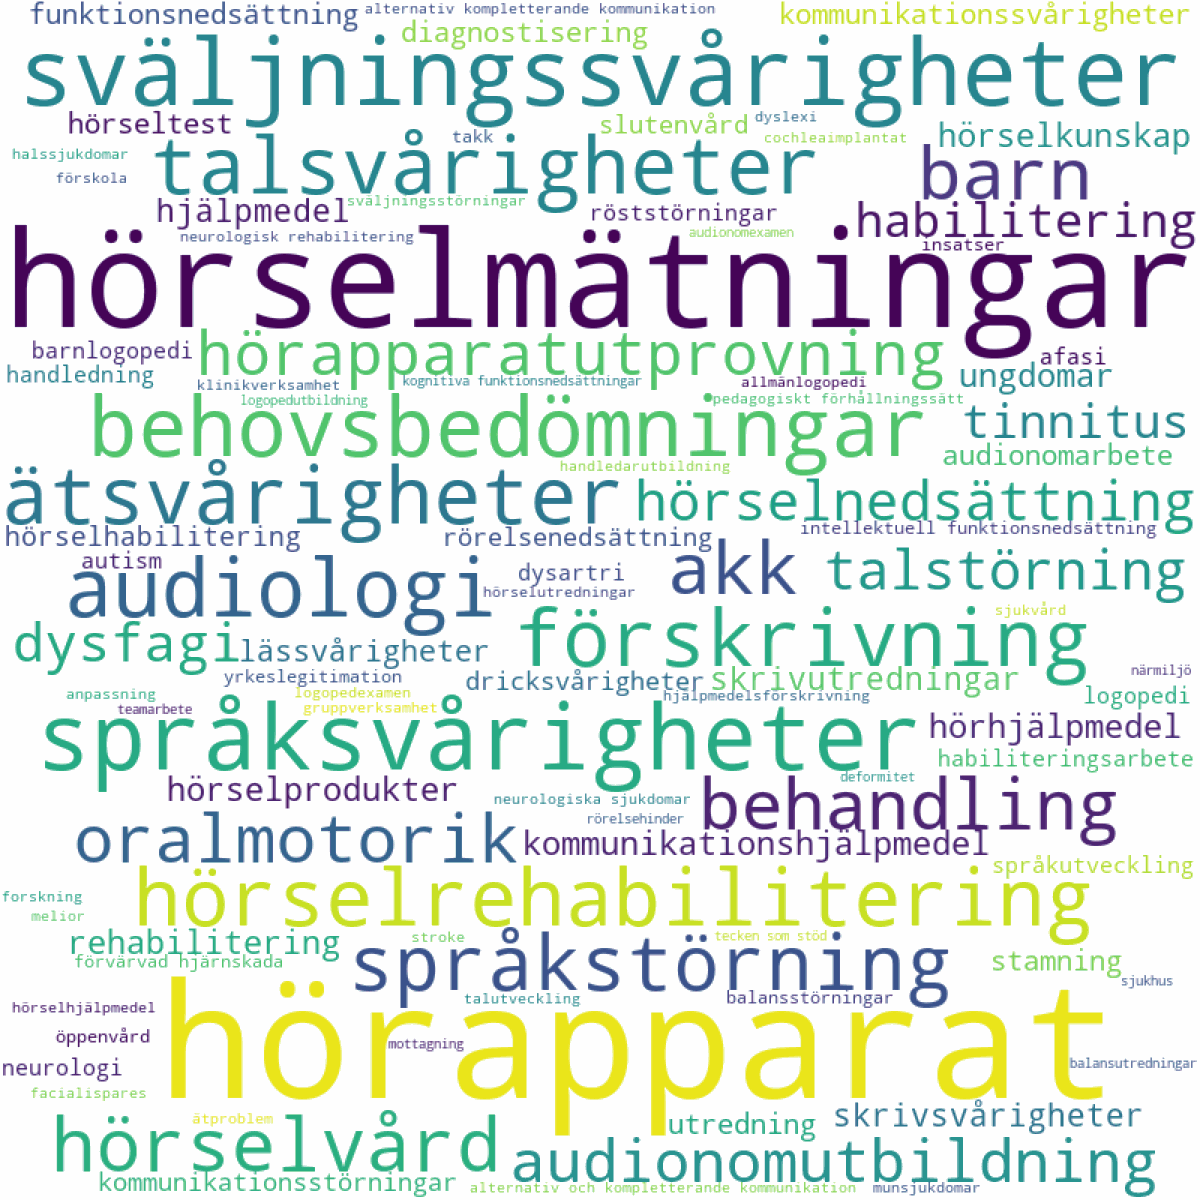 funktionsnedsättning
alternativ kompletterande kommunikation
kommunikationssvårigheter
diagnostisering
sväljningssvårigheter
hörseltest
takk
slutenvård
dyslexi
cochleaimplantat
hörselkunskap
halssjukdomar
talsvårigheter
barn
förskola
hjälpmedel
sväljningsstörningar
röststörningar
habilitering
neurologisk rehabilitering
audionomexamen
insatser
hörselmätningar
barnlogopedi
hörapparatutprovning
afasi
handledning
klinikverksamhet
kognitiva funktionsnedsättningar
allmänlogopedi
ungdomar
logopedutbildning
pedagogiskt förhållningssätt
behovsbedömningar
tinnitus
audionomarbete
handledarutbildning
ätsvårigheter
hörselnedsättning
hörselhabilitering
rörelsenedsättning
intellektuell funktionsnedsättning
autism
audiologi
dysartri
akk
talstörning
hörselutredningar
förskrivning
sjukvård
dysfagi
lässvårigheter
yrkeslegitimation
dricksvårigheter
skrivutredningar
närmiljö
anpassning
logopedexamen
hjälpmedelsförskrivning
logopedi
teamarbete
gruppverksamhet
språksvårigheter
hörhjälpmedel
habiliteringsarbete
hörselprodukter
deformitet
neurologiska sjukdomar
behandling
rörelsehinder
oralmotorik
kommunikationshjälpmedel
språkutveckling
forskning
hörselrehabilitering
melior
rehabilitering
stroke
tecken som stöd
förvärvad hjärnskada
språkstörning
stamning
sjukhus
hörselhjälpmedel
talutveckling
balansstörningar
öppenvård
hörapparat
mottagning
neurologi
balansutredningar
facialispares
ätproblem
hörselvård
utredning
skrivsvårigheter
audionomutbildning
kommunikationsstörningar
alternativ och kompletterande kommunikation
munsjukdomar